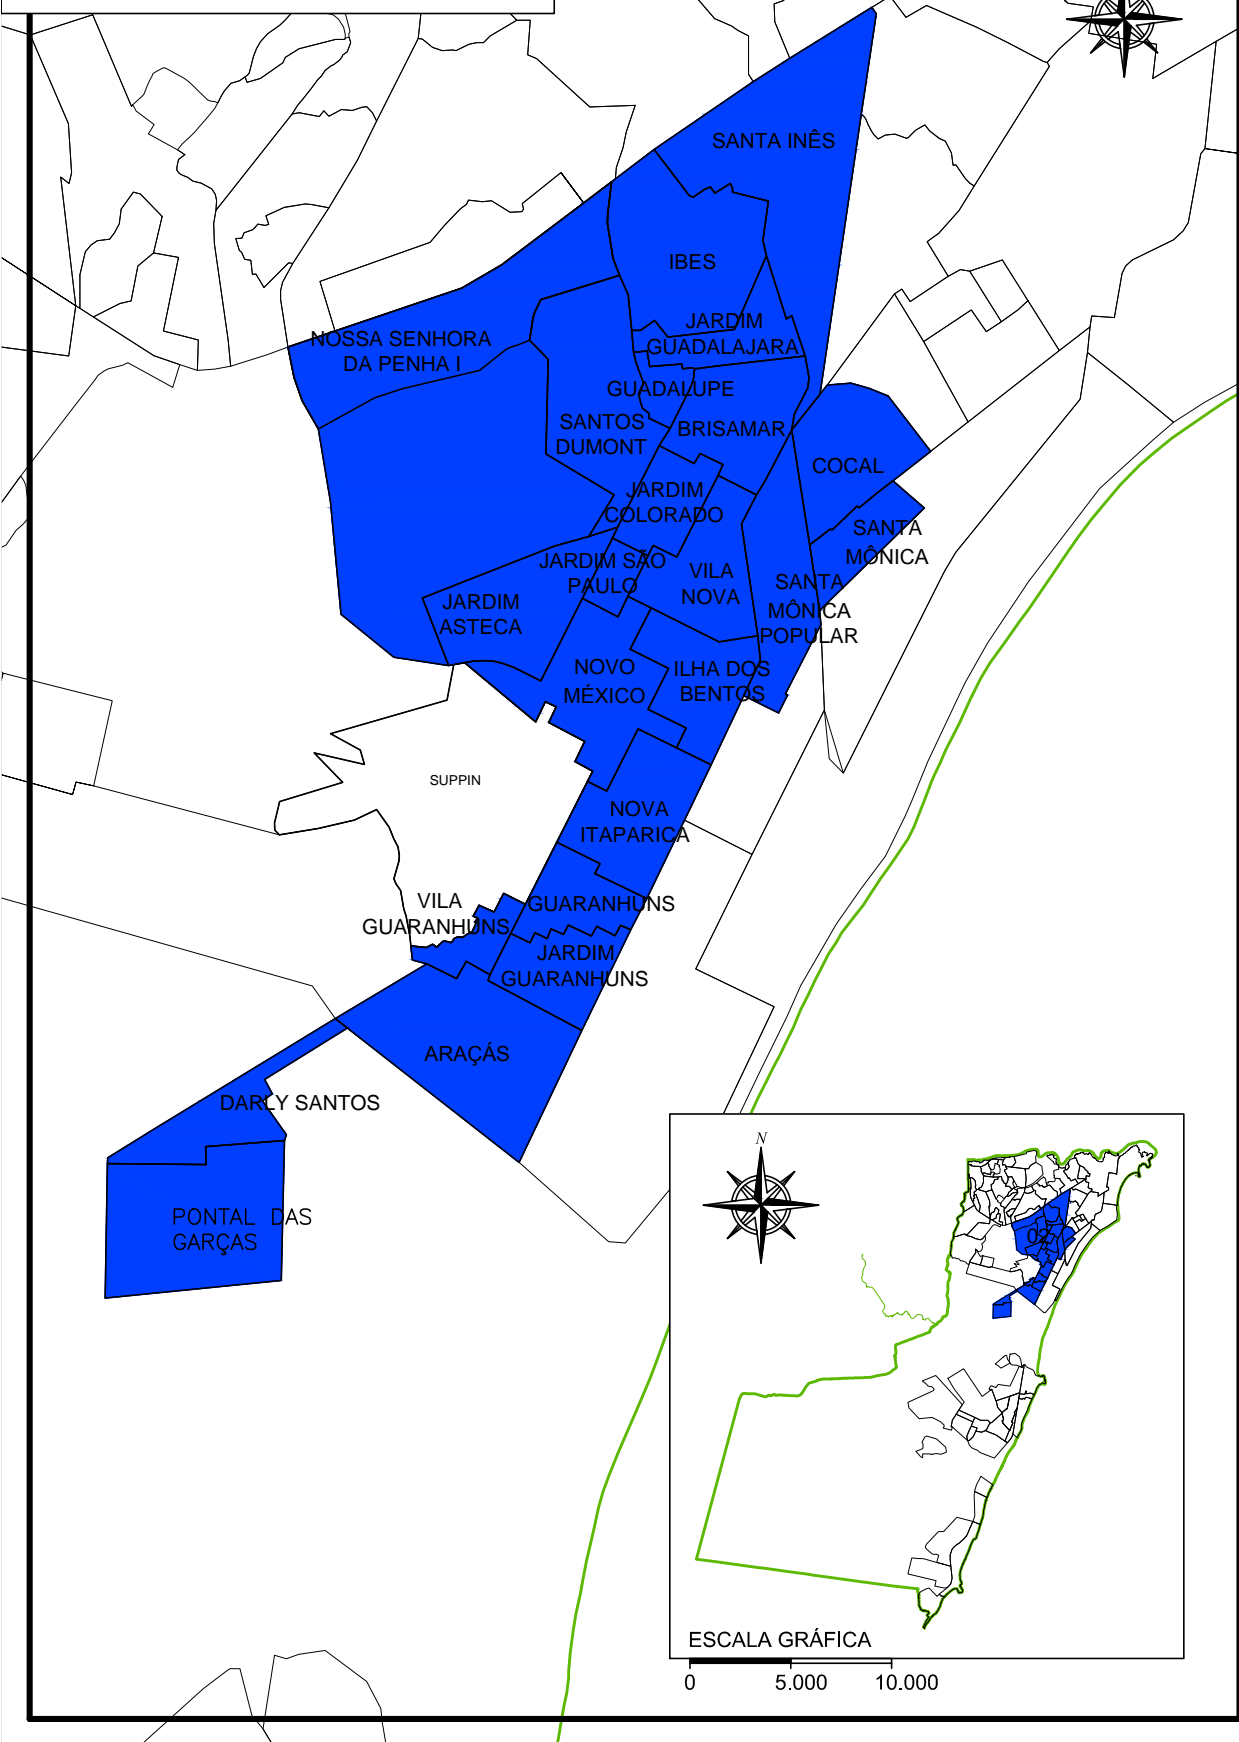 SANTA INÊS
IBES
JARDIM
GUADALAJARA
NOSSA SENHORA
DA PENHA I
GUADALUPE
SANTOS
DUMONT
BRISAMAR
COCAL
JARDIM
COLORADO
SANTA
MÔNICA
JARDIM SÃO
PAULO
VILA
NOVA
SANTA
MÔNICA
POPULAR
JARDIM
ASTECA
NOVO
MÉXICO
ILHA DOS
BENTOS
SUPPIN
NOVA
ITAPARICA
VILA
GUARANHUNS
GUARANHUNS
JARDIM
GUARANHUNS
ARAÇÁS
DARLY SANTOS
PONTAL DAS
GARÇAS
N
02
ESCALA GRÁFICA
0 5.000 10.000